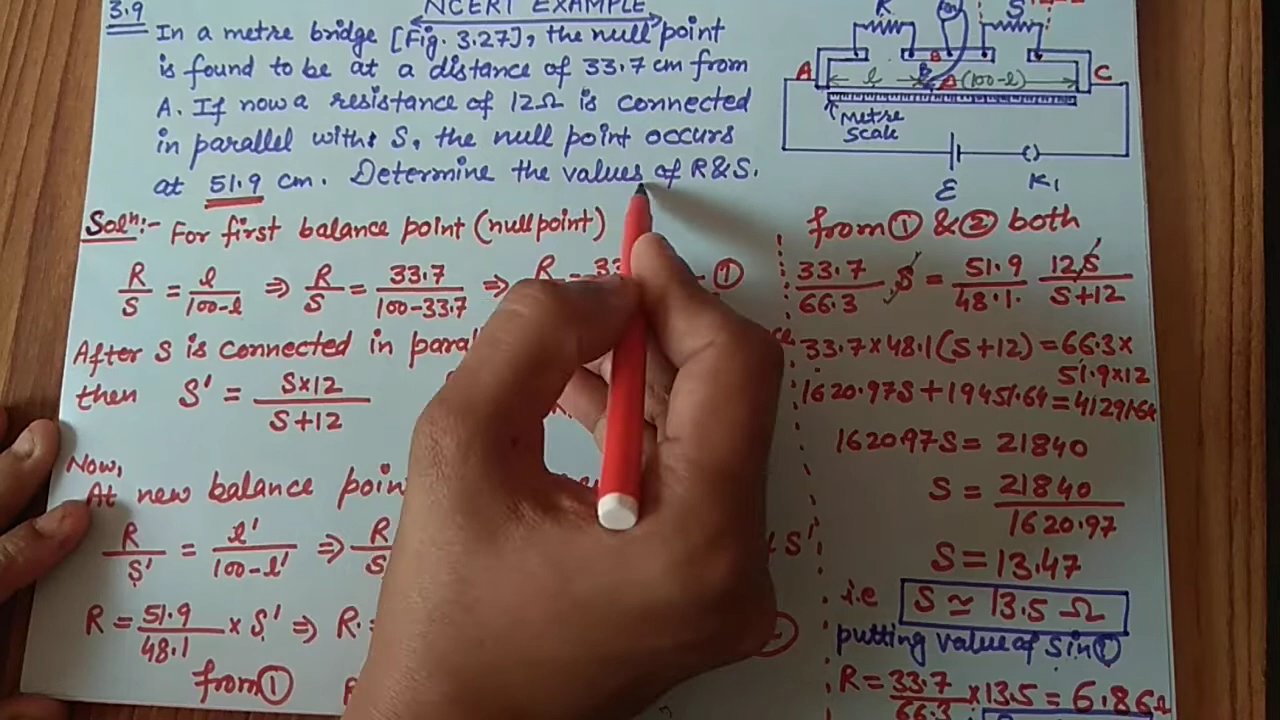 3.9
NCERT EXAMPLE
In a metre bridge [Fig. 3.27], the null point
is found to be at a distance of 33.7 cm from
A. If now a resistance of 12Ω is connected
in parallel with S, the null point occurs
at 51.9 cm. Determine the values of R & S.
Solⁿ:- For first balance point (null point)
R/S = l/100-l ⇒ R/S = 33.7/100-33.7 ⇒ R ①
After S is connected in
then S' = S×12/S+12
Now,
At new balance
R/S' = l'/100-l' ⇒
R = 51.9/48.1 × S' ⇒ R
from ①
R S
A B C
l (100-l)
Metre
scale
ε K₁
from ① & ② both
33.7/66.3 S = 51.9/48.1 12S/S+12
33.7×48.1(S+12) = 66.3×
51.9×12
1620.97S + 19451.64 = 41291.64
1620.97S = 21840
S = 21840/1620.97
S = 13.47
i.e S ≃ 13.5 Ω
putting value of S in ①
R = 33.7/66.3 × 13.5 = 6.86Ω